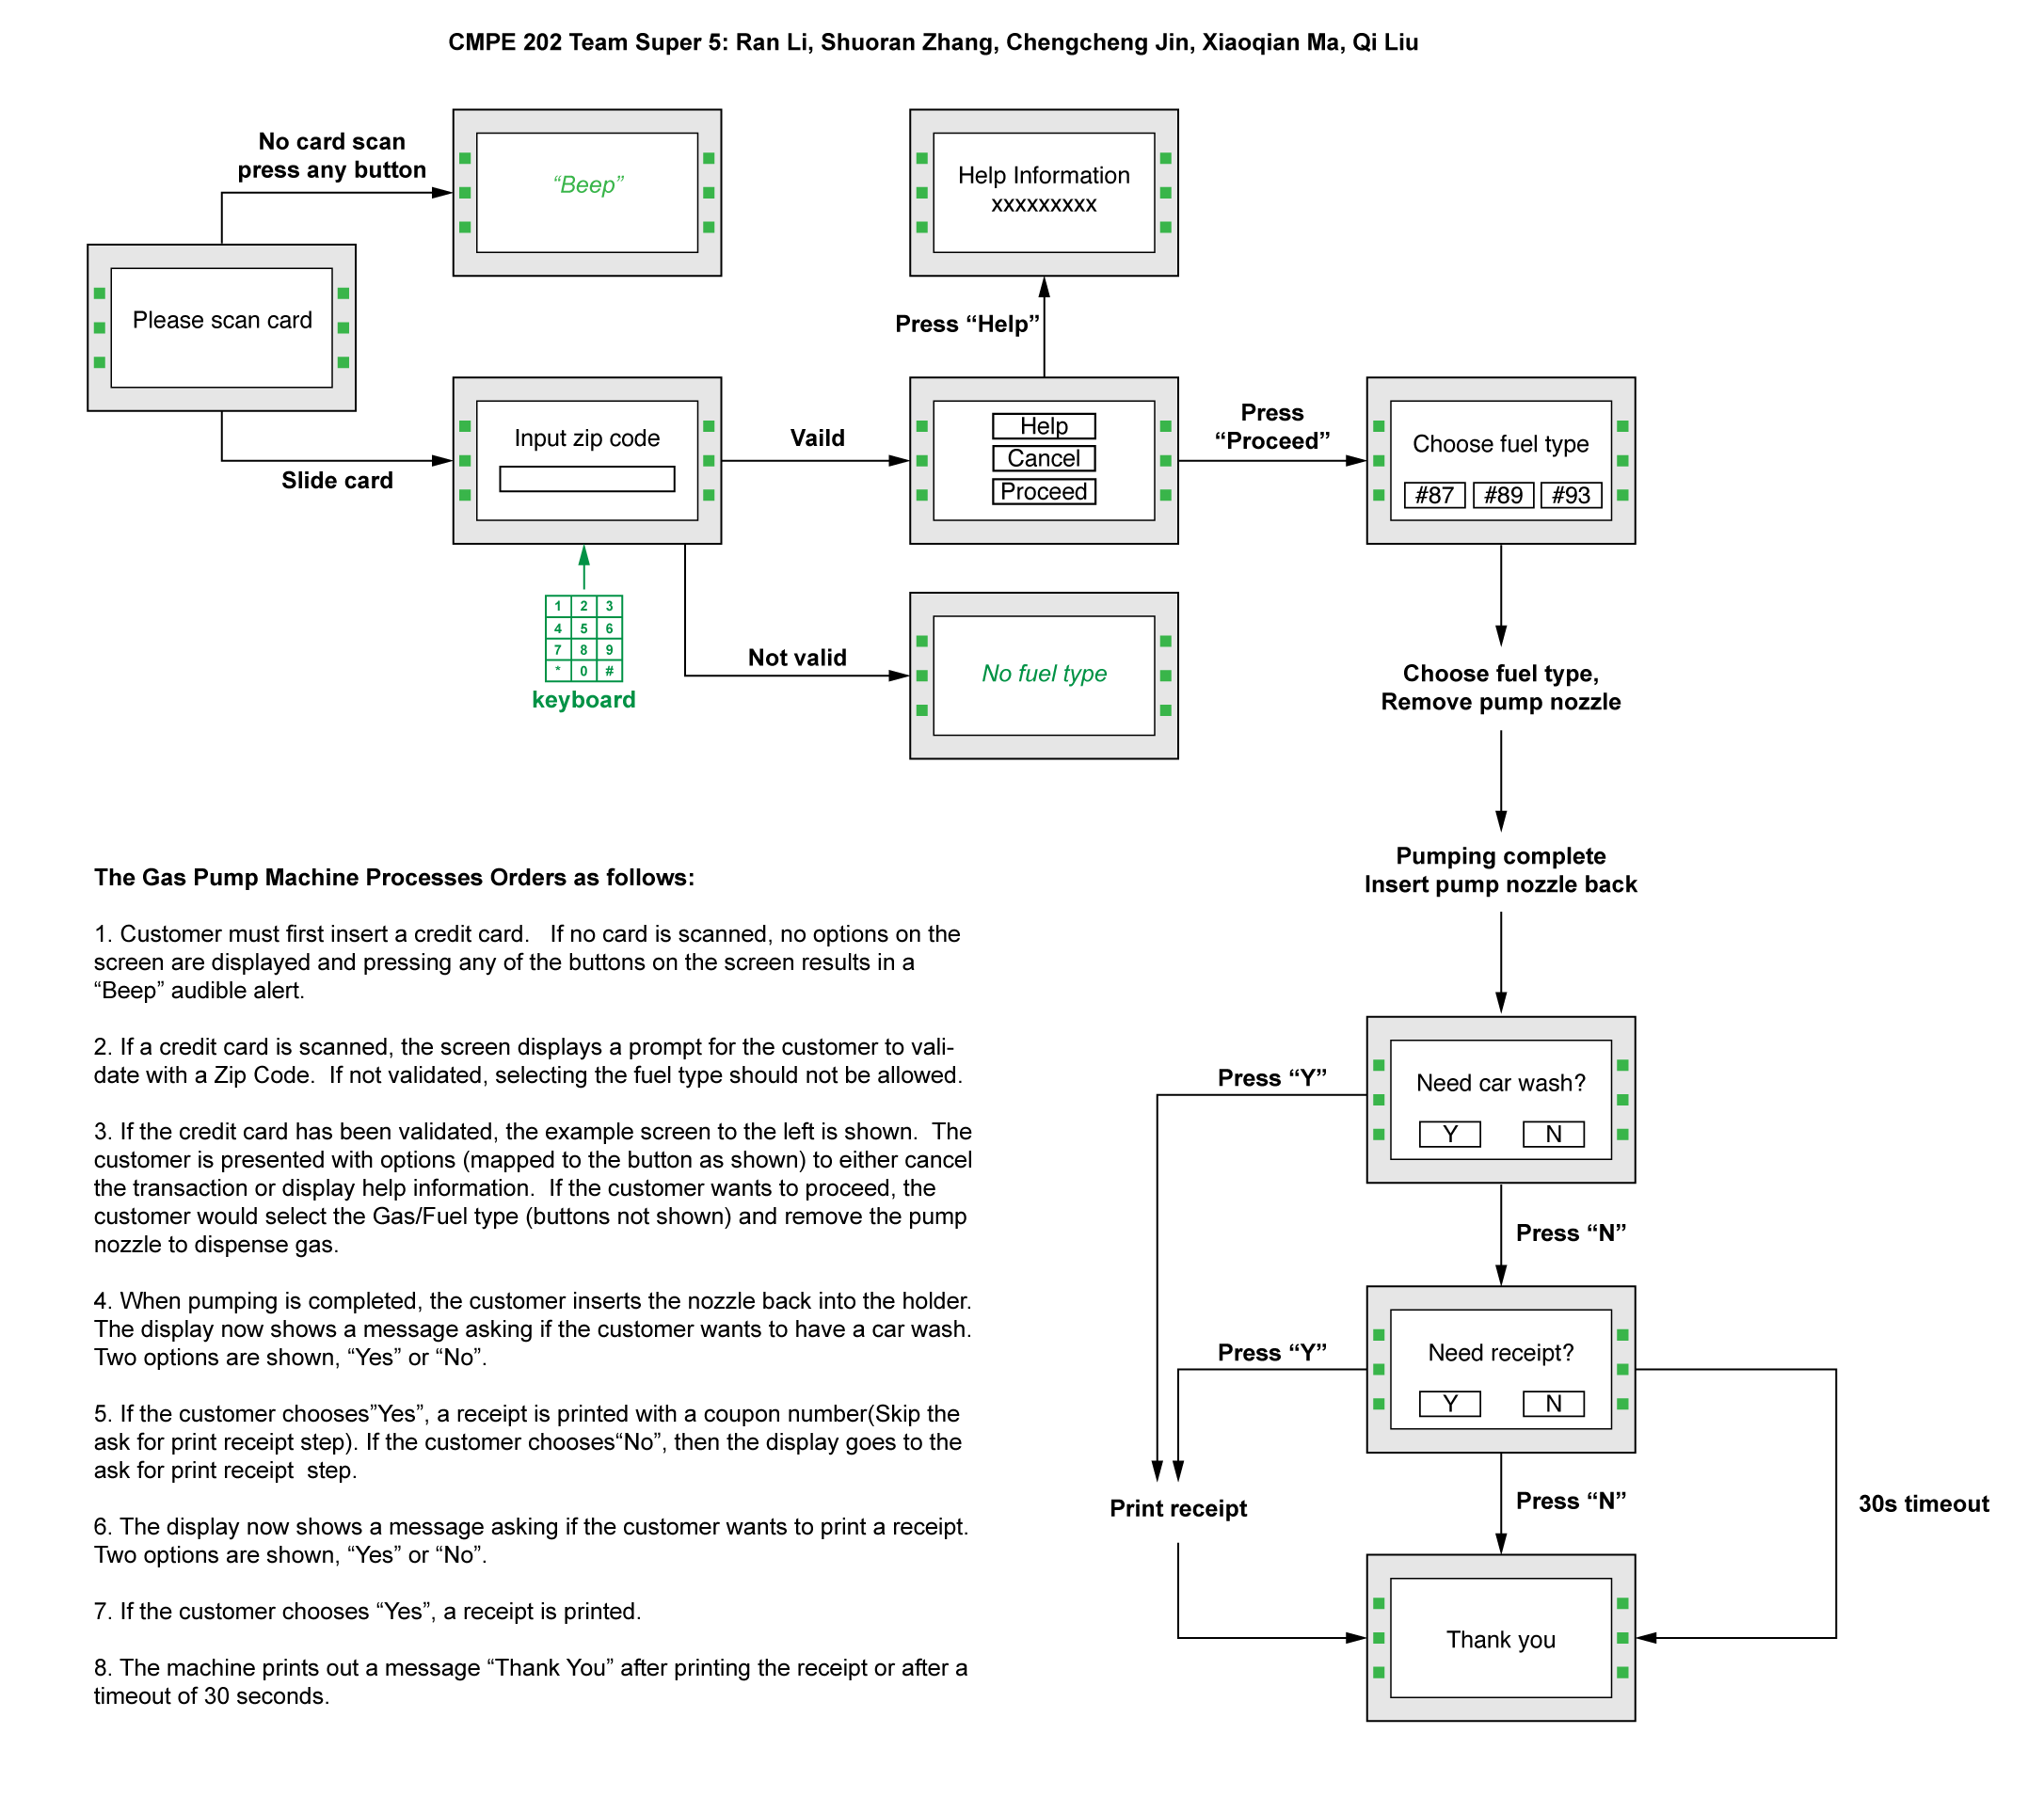 CMPE 202 Team Super 5: Ran Li, Shuoran Zhang, Chengcheng Jin, Xiaoqian Ma, Qi Liu
No card scan
press any button
“Beep”
Help Information
xxxxxxxxx
Please scan card
Press “Help”
Slide card
Input zip code
Vaild
Help
Cancel
Proceed
Press
“Proceed”
Choose fuel type
#87 #89 #93
1 2 3
4 5 6
7 8 9
* 0 #
keyboard
Not valid
No fuel type
Choose fuel type,
Remove pump nozzle
Pumping complete
Insert pump nozzle back
The Gas Pump Machine Processes Orders as follows:
1. Customer must first insert a credit card.   If no card is scanned, no options on the
screen are displayed and pressing any of the buttons on the screen results in a
“Beep” audible alert.
2. If a credit card is scanned, the screen displays a prompt for the customer to vali-
date with a Zip Code.  If not validated, selecting the fuel type should not be allowed.
3. If the credit card has been validated, the example screen to the left is shown.  The
customer is presented with options (mapped to the button as shown) to either cancel
the transaction or display help information.  If the customer wants to proceed, the
customer would select the Gas/Fuel type (buttons not shown) and remove the pump
nozzle to dispense gas.
4. When pumping is completed, the customer inserts the nozzle back into the holder.
The display now shows a message asking if the customer wants to have a car wash.
Two options are shown, “Yes” or “No”.
5. If the customer chooses”Yes”, a receipt is printed with a coupon number(Skip the
ask for print receipt step). If the customer chooses“No”, then the display goes to the
ask for print receipt  step.
6. The display now shows a message asking if the customer wants to print a receipt.
Two options are shown, “Yes” or “No”.
7. If the customer chooses “Yes”, a receipt is printed.
8. The machine prints out a message “Thank You” after printing the receipt or after a
timeout of 30 seconds.
Press “Y”
Need car wash?
Y N
Press “N”
Press “Y”
Need receipt?
Y N
Print receipt
Press “N”
30s timeout
Thank you